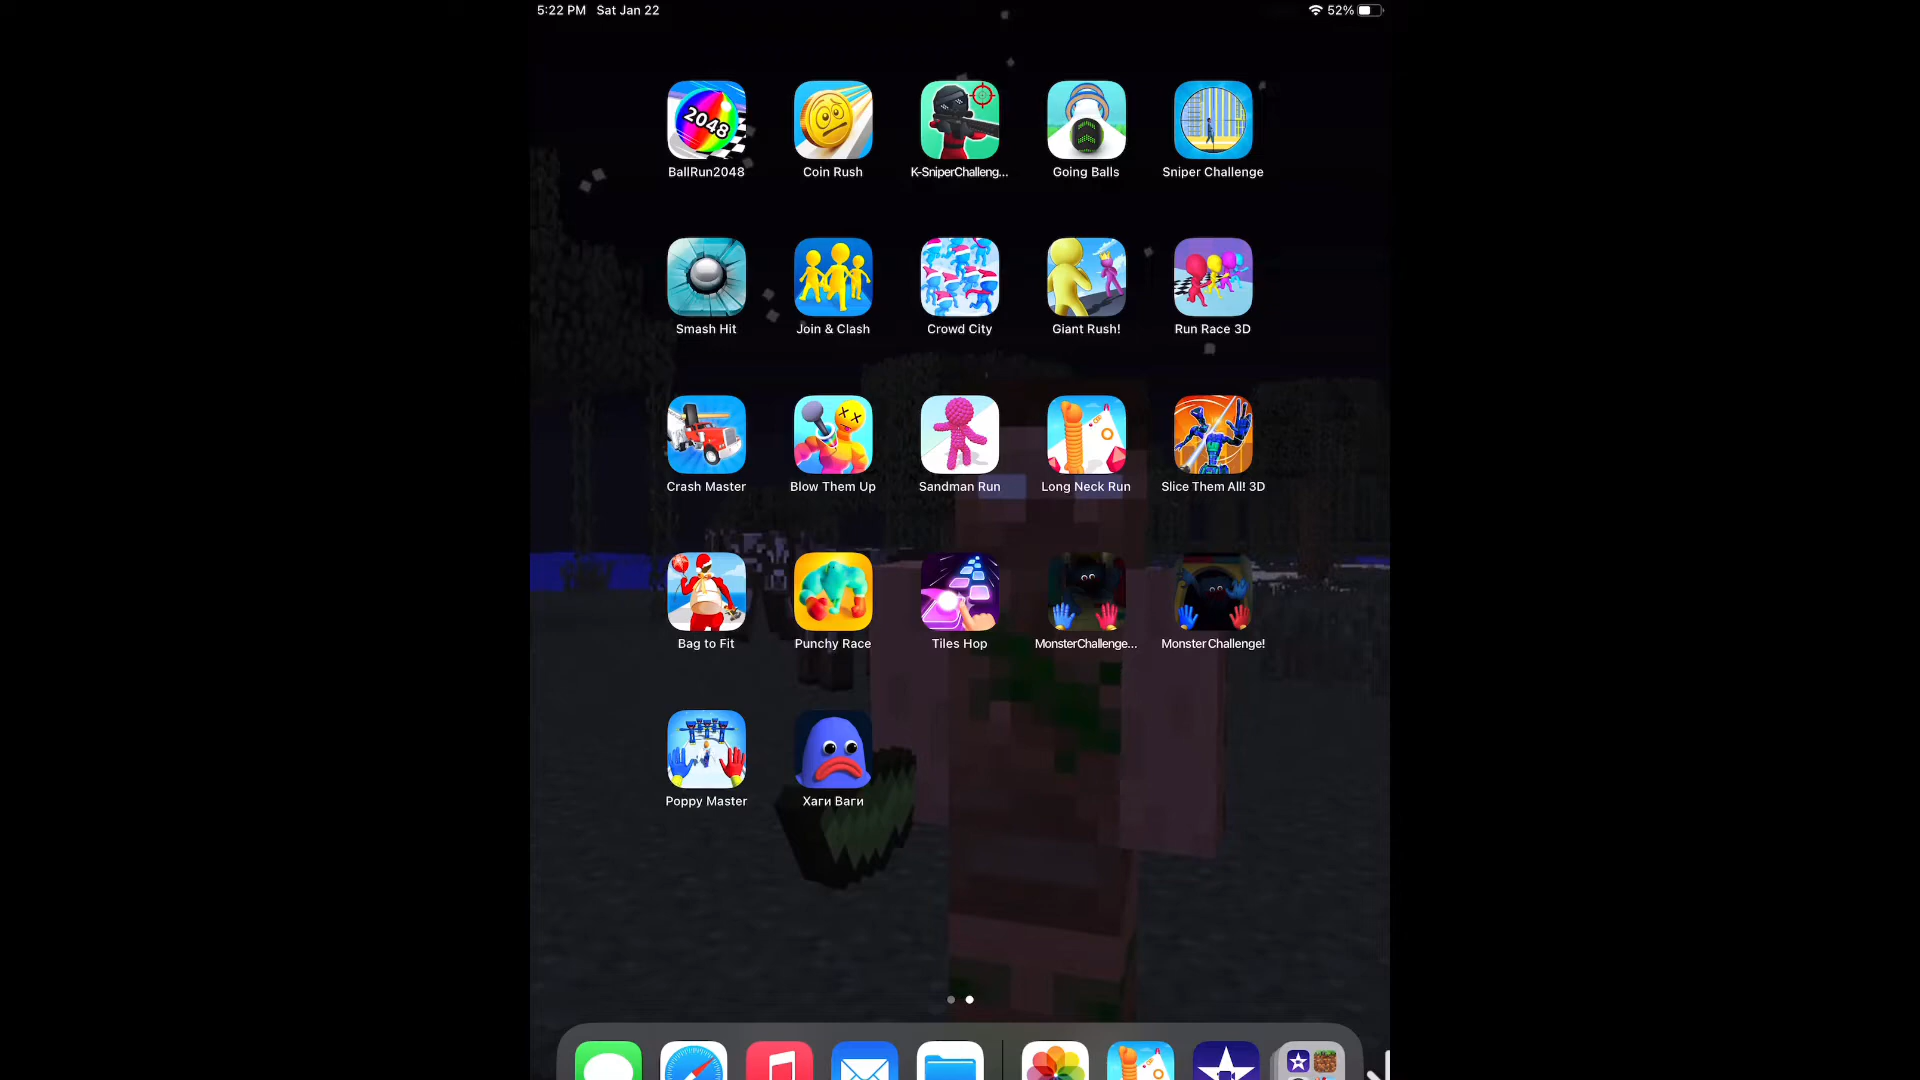 5:22 PM Sat Jan 22
52%
2048
BallRun2048
Coin Rush
K-SniperChalleng...
Going Balls
Sniper Challenge
Smash Hit
Join & Clash
Crowd City
Giant Rush!
Run Race 3D
Crash Master
Blow Them Up
Sandman Run
Long Neck Run
Slice Them All! 3D
Bag to Fit
Punchy Race
Tiles Hop
MonsterChallenge...
Monster Challenge!
Poppy Master
Хаги Ваги